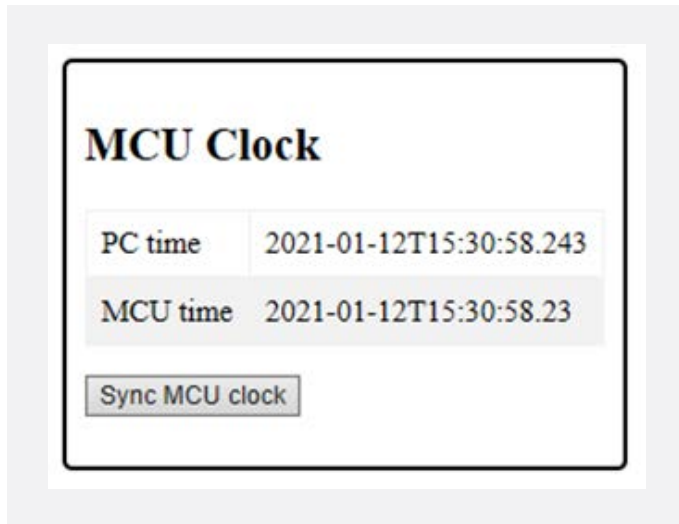 MCU Clock
PC time 2021-01-12T15:30:58.243
MCU time 2021-01-12T15:30:58.23
Sync MCU clock